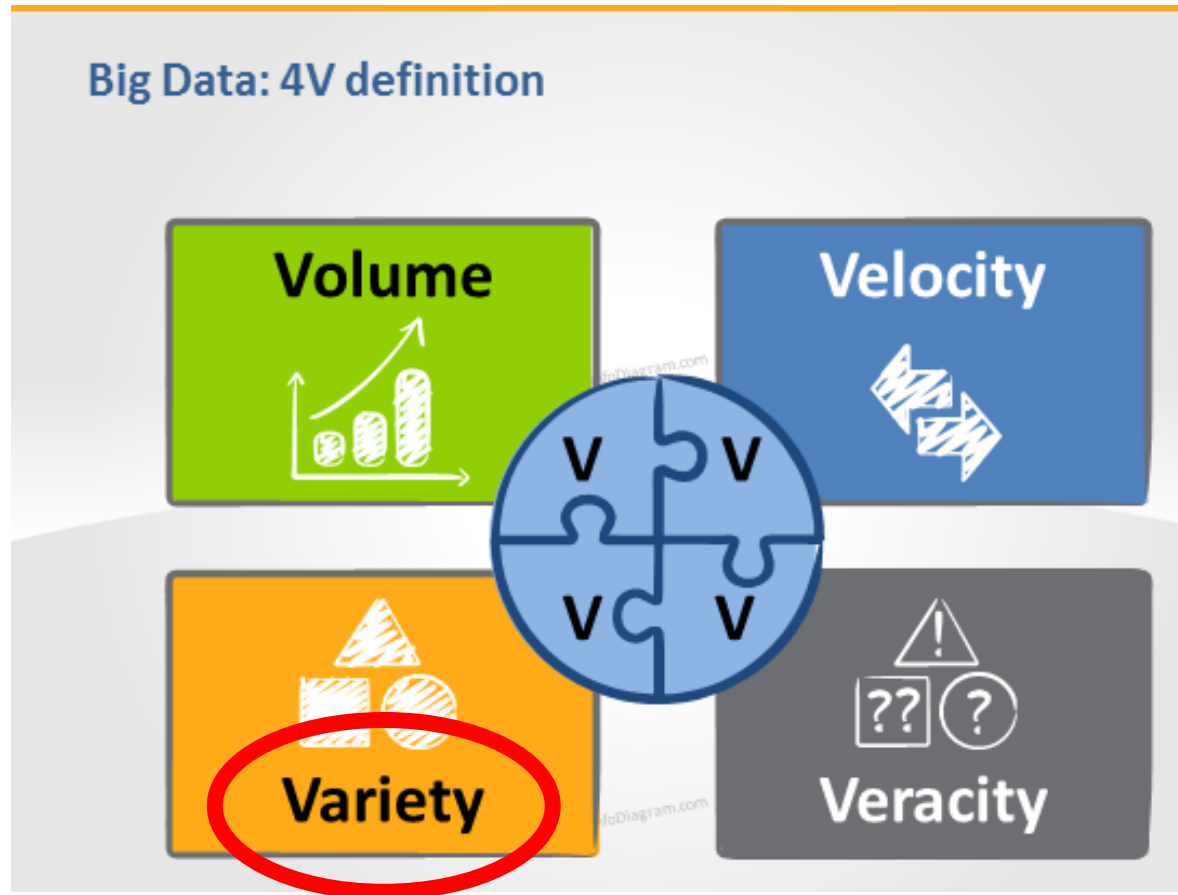 Big Data: 4V definition
Volume
Velocity
V V
V V
!
?? ?
Variety
Veracity